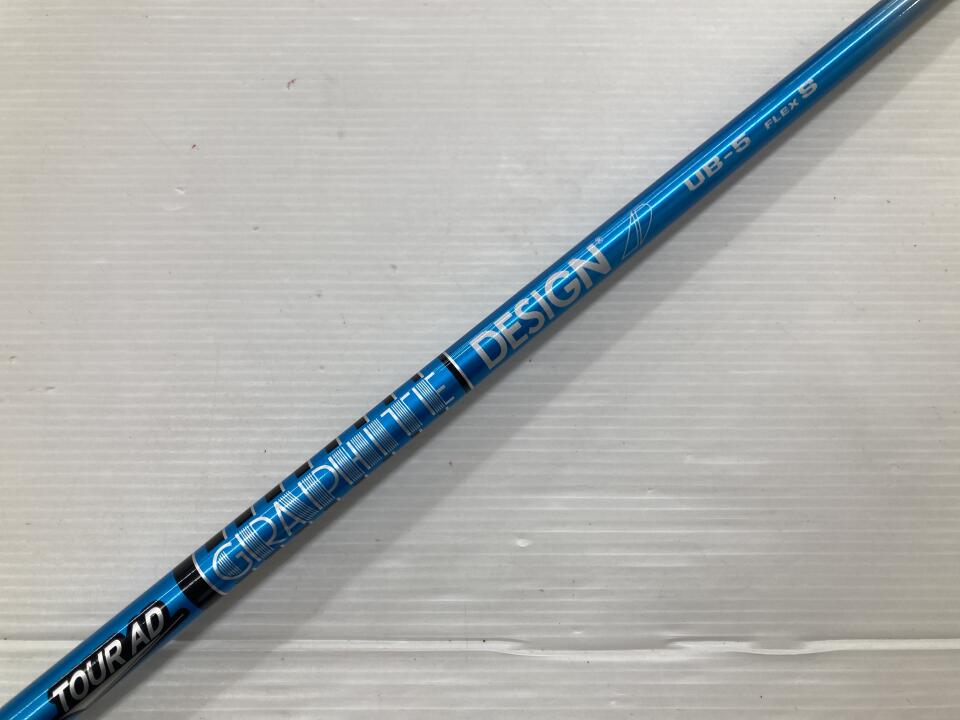 TOUR AD
GRAPHITE DESIGN®
UB-5 FLEX S